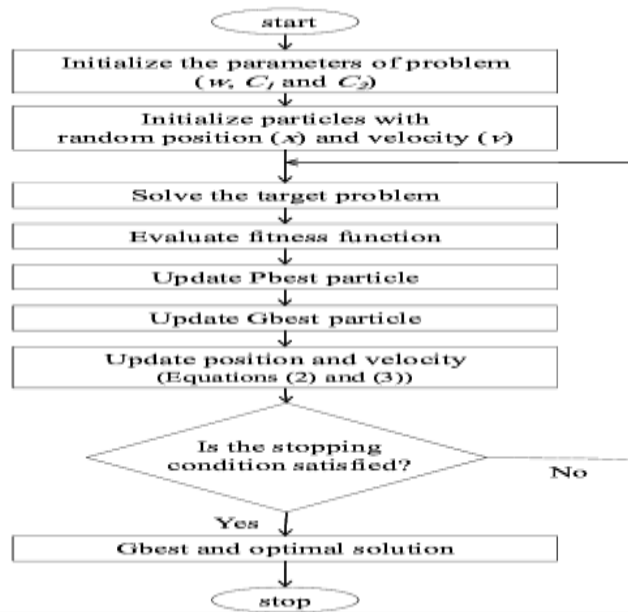 start
Initialize the parameters of problem
(w, C1 and C2)
Initialize particles with
random position (x) and velocity (v)
Solve the target problem
Evaluate fitness function
Update Pbest particle
Update Gbest particle
Update position and velocity
(Equations (2) and (3))
Is the stopping
condition satisfied?
No
Yes
Gbest and optimal solution
stop